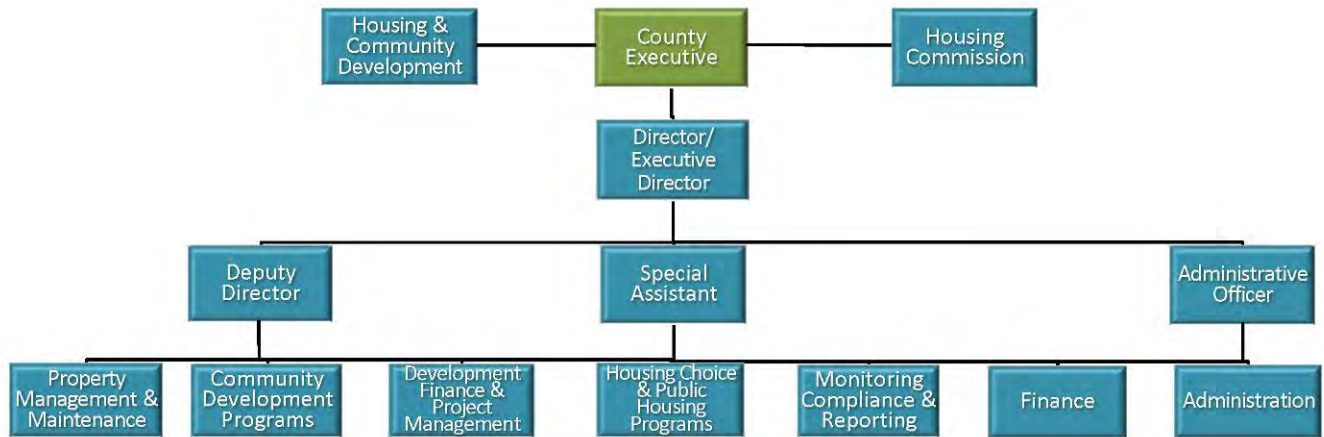 Housing &
Community
Development
County
Executive
Housing
Commission
Director/
Executive
Director
Deputy
Director
Special
Assistant
Administrative
Officer
Property
Management &
Maintenance
Community
Development
Programs
Development
Finance &
Project
Management
Housing Choice
& Public
Housing
Programs
Monitoring
Compliance &
Reporting
Finance
Administration